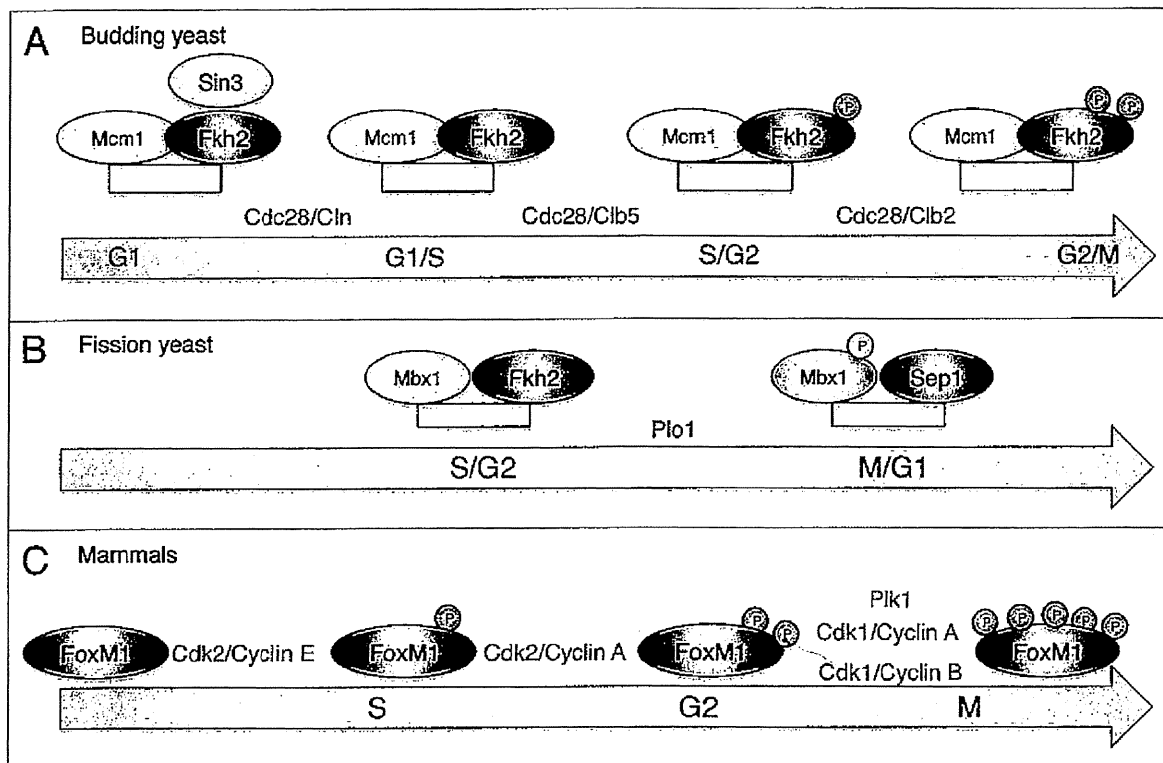 A Budding yeast
Sin3
Mcm1 Fkh2 Mcm1 Fkh2 Mcm1 Fkh2 P Mcm1 Fkh2 P P
Cdc28/Cln Cdc28/Clb5 Cdc28/Clb2
G1 G1/S S/G2 G2/M
B Fission yeast
Mbx1 Fkh2 Mbx1 P Sep1
Plo1
S/G2 M/G1
C Mammals
Plk1
P P P P P P P P
Cdk1/Cyclin A
FoxM1 Cdk2/Cyclin E FoxM1 Cdk2/Cyclin A FoxM1 FoxM1
Cdk1/Cyclin B
S G2 M